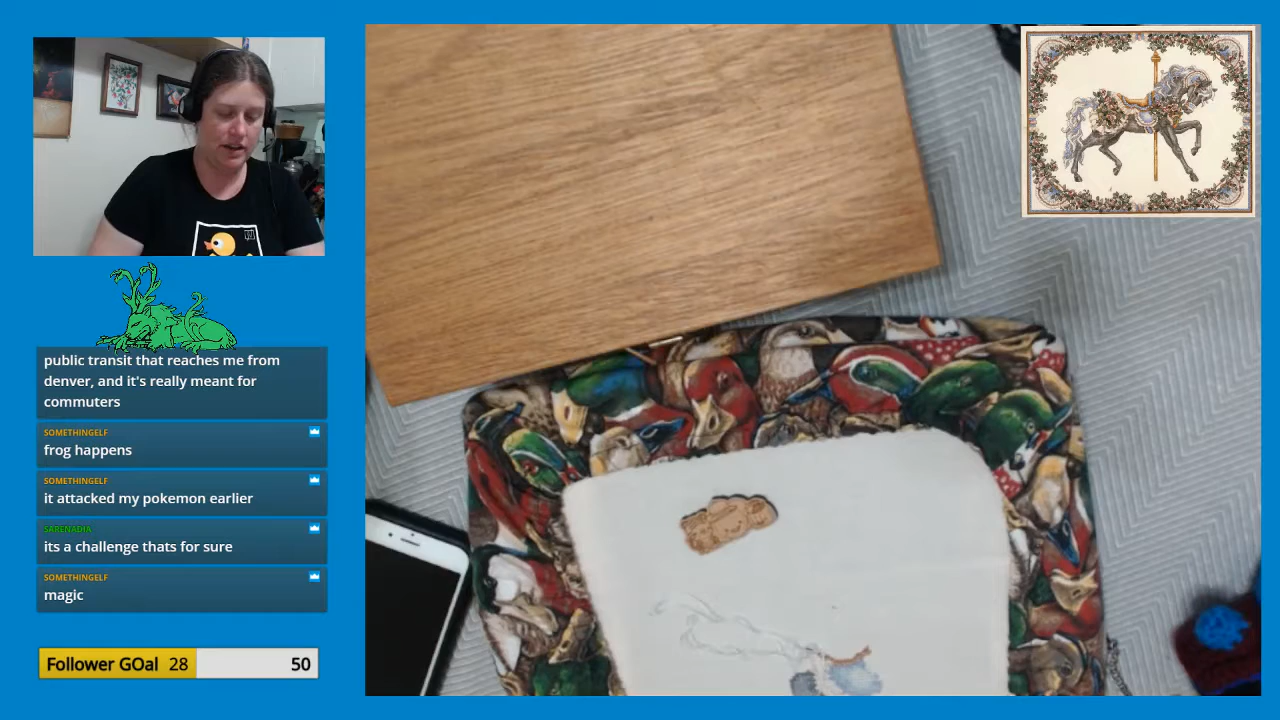 public transit that reaches me from
denver, and it's really meant for
commuters
SOMETHINGELF
frog happens
SOMETHINGELF
it attacked my pokemon earlier
SARENADIA
its a challenge thats for sure
SOMETHINGELF
magic
Follower GOal 28 50